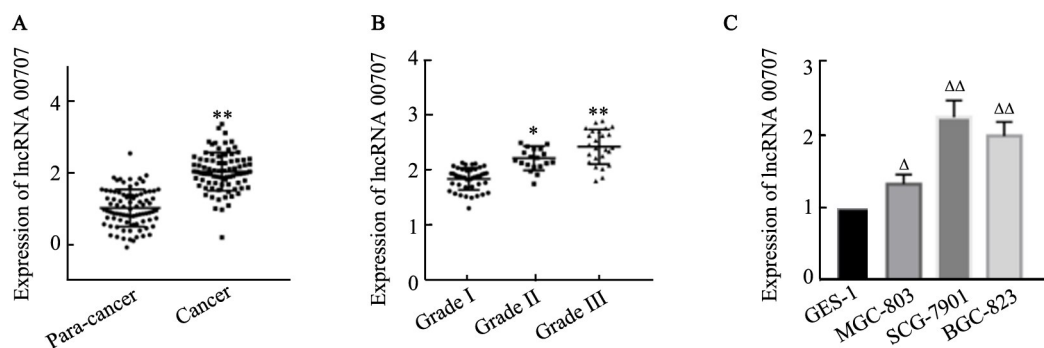 A
Expression of lncRNA 00707
4
2
0
**
Para-cancer
Cancer
B
Expression of lncRNA 00707
4
3
2
1
0
*
**
Grade I
Grade II
Grade III
C
Expression of lncRNA 00707
3
2
1
0
Δ
ΔΔ
ΔΔ
GES-1
MGC-803
SCG-7901
BGC-823